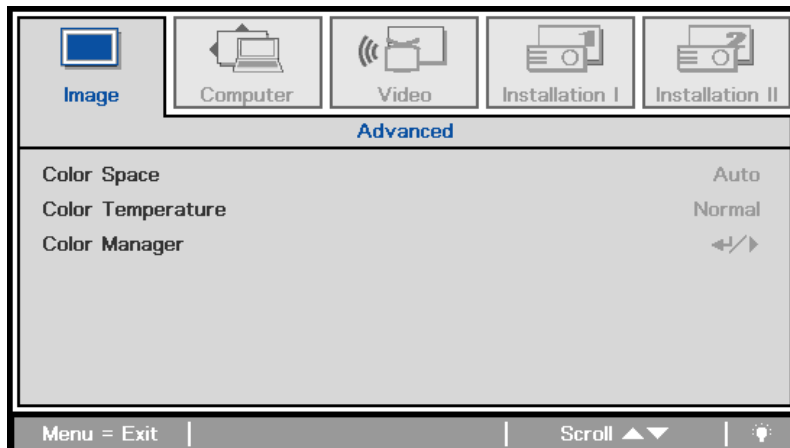 Image Computer Video Installation I Installation II
Advanced
Color Space Auto
Color Temperature Normal
Color Manager
Menu = Exit Scroll